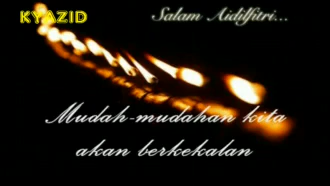 KYAZID
Salam Aidilfitri...
Mudah-mudahan kita
akan berkekalan